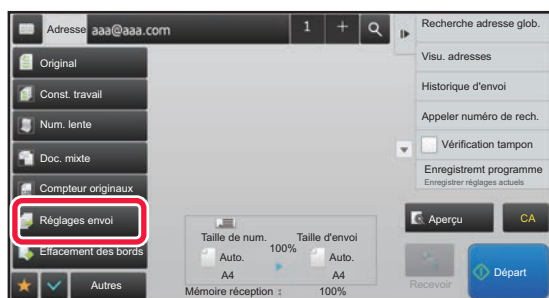 Adresse aaa@aaa.com 1 +
Original
Const. travail
Num. lente
Doc. mixte
Compteur originaux
Réglages envoi
Effacement des bords
Autres
Taille de num. 100% Taille d'envoi
Auto. Auto.
A4 A4
Mémoire réception : 100%
Recherche adresse glob.
Visu. adresses
Historique d'envoi
Appeler numéro de rech.
Vérification tampon
Enregistremt programme
Enregistrer réglages actuels
Aperçu CA
Recevoir Départ